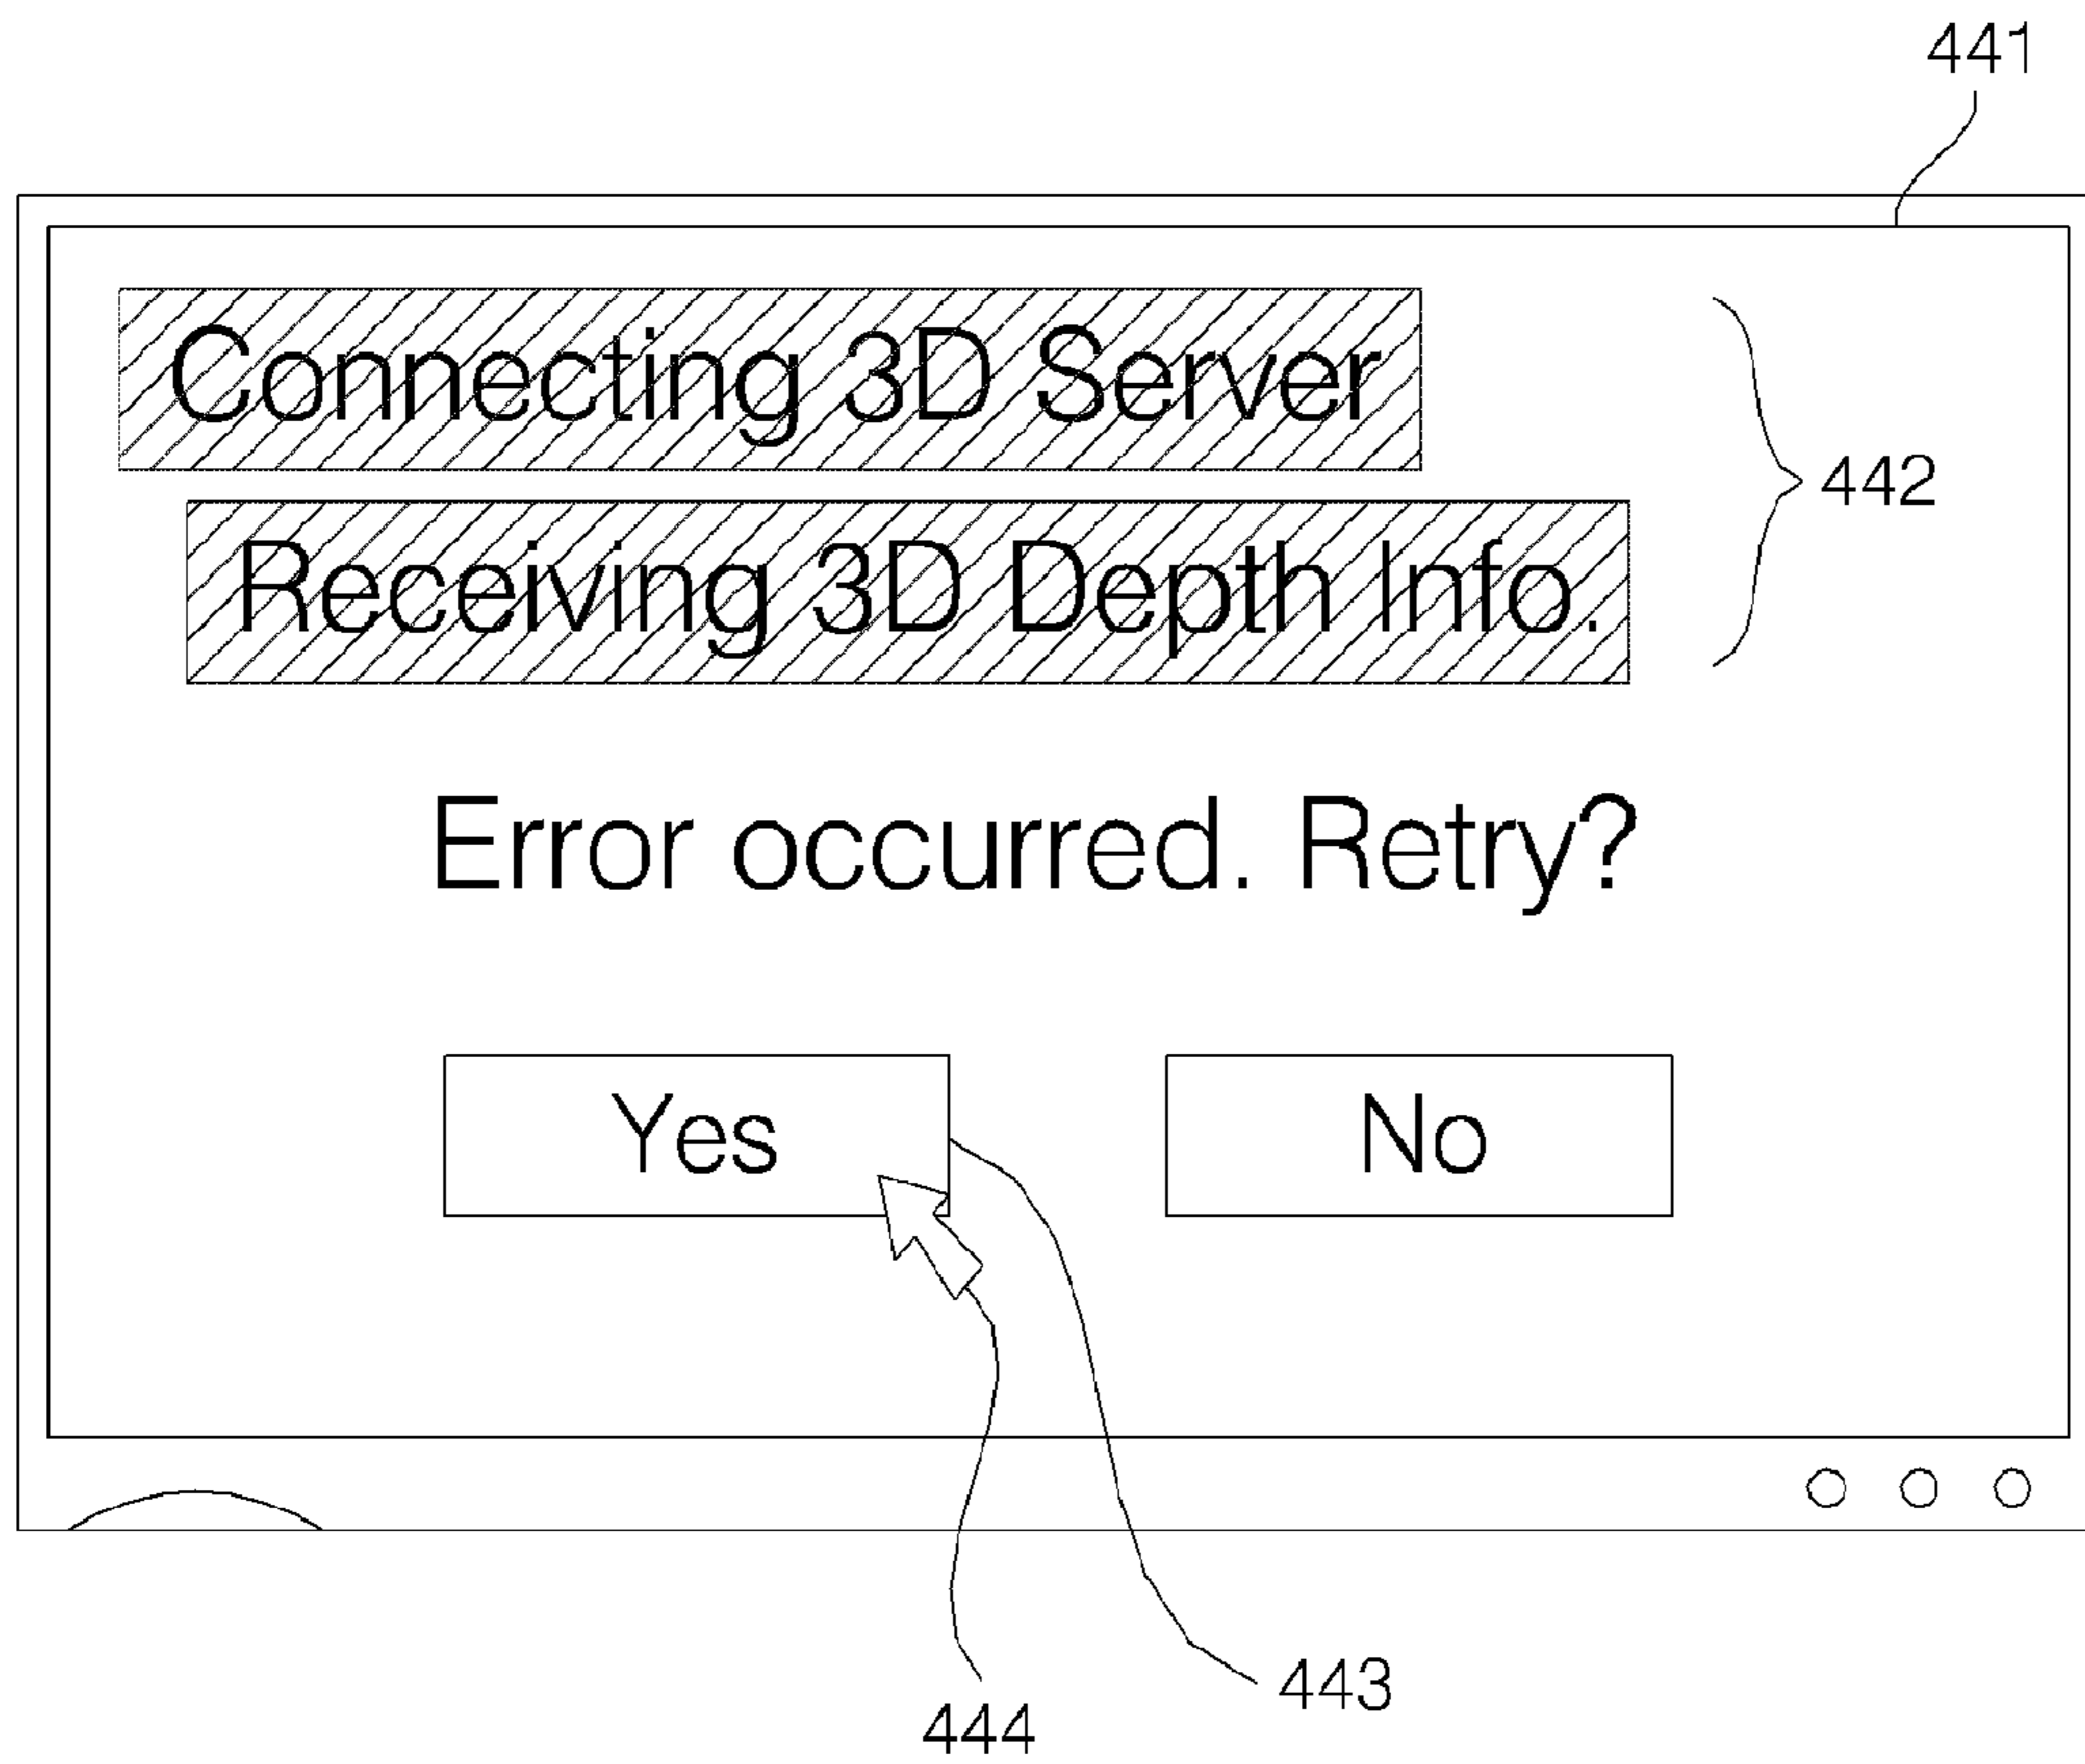 441
Connecting 3D Server
442
Receiving 3D Depth Info.
Error occurred. Retry?
Yes
No
443
444